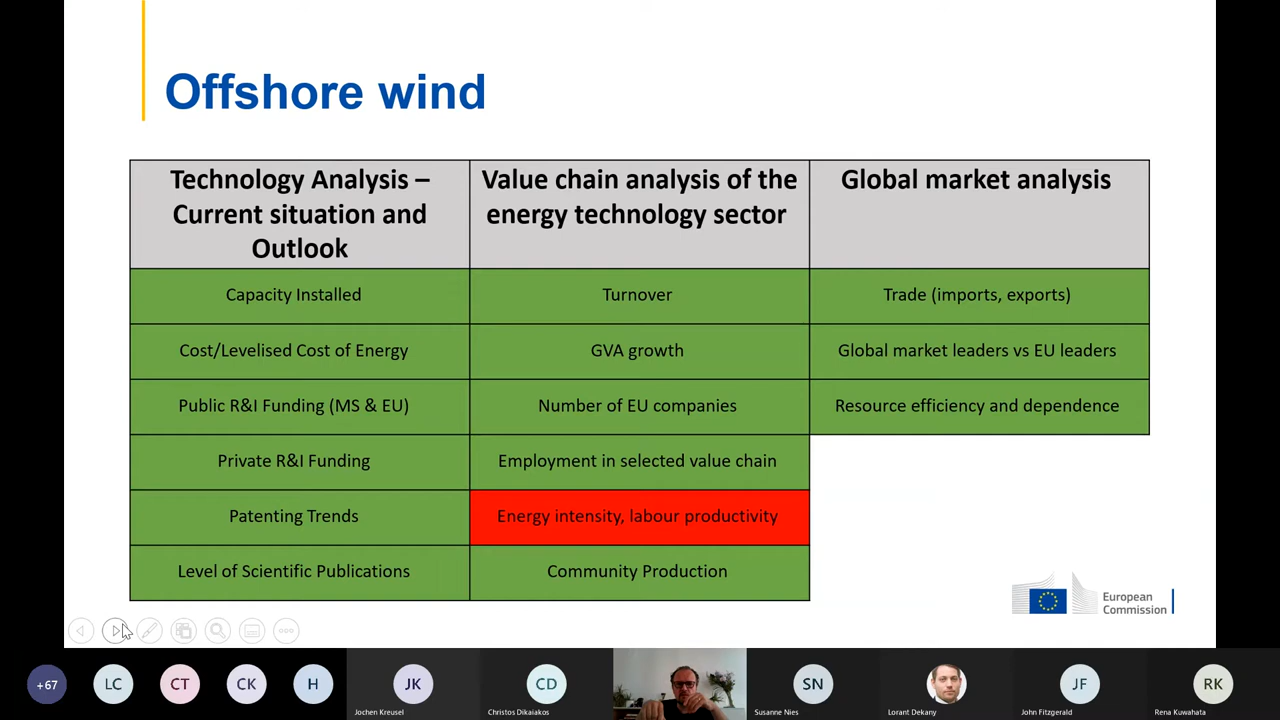 Offshore wind
Technology Analysis –
Current situation and
Outlook
Value chain analysis of the
energy technology sector
Global market analysis
Capacity Installed
Turnover
Trade (imports, exports)
Cost/Levelised Cost of Energy
GVA growth
Global market leaders vs EU leaders
Public R&I Funding (MS & EU)
Number of EU companies
Resource efficiency and dependence
Private R&I Funding
Employment in selected value chain
Patenting Trends
Energy intensity, labour productivity
Level of Scientific Publications
Community Production
European
Commission
+67
LC
CT
CK
H
JK
Jochen Kreusel
CD
Christos Dikaiakos
SN
Susanne Nies
Lorant Dekany
JF
John Fitzgerald
RK
Rena Kuwahata